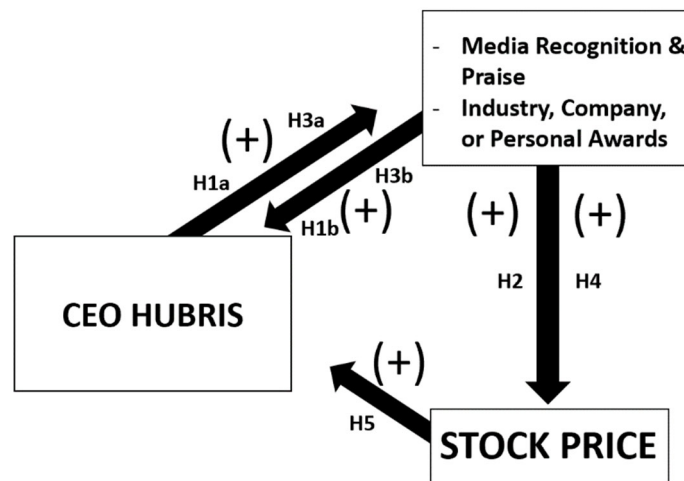 - Media Recognition &
Praise
- Industry, Company,
or Personal Awards
(+)
H3a
H1a
H3b
H1b
(+)
(+)
(+)
H2
H4
CEO HUBRIS
(+)
H5
STOCK PRICE